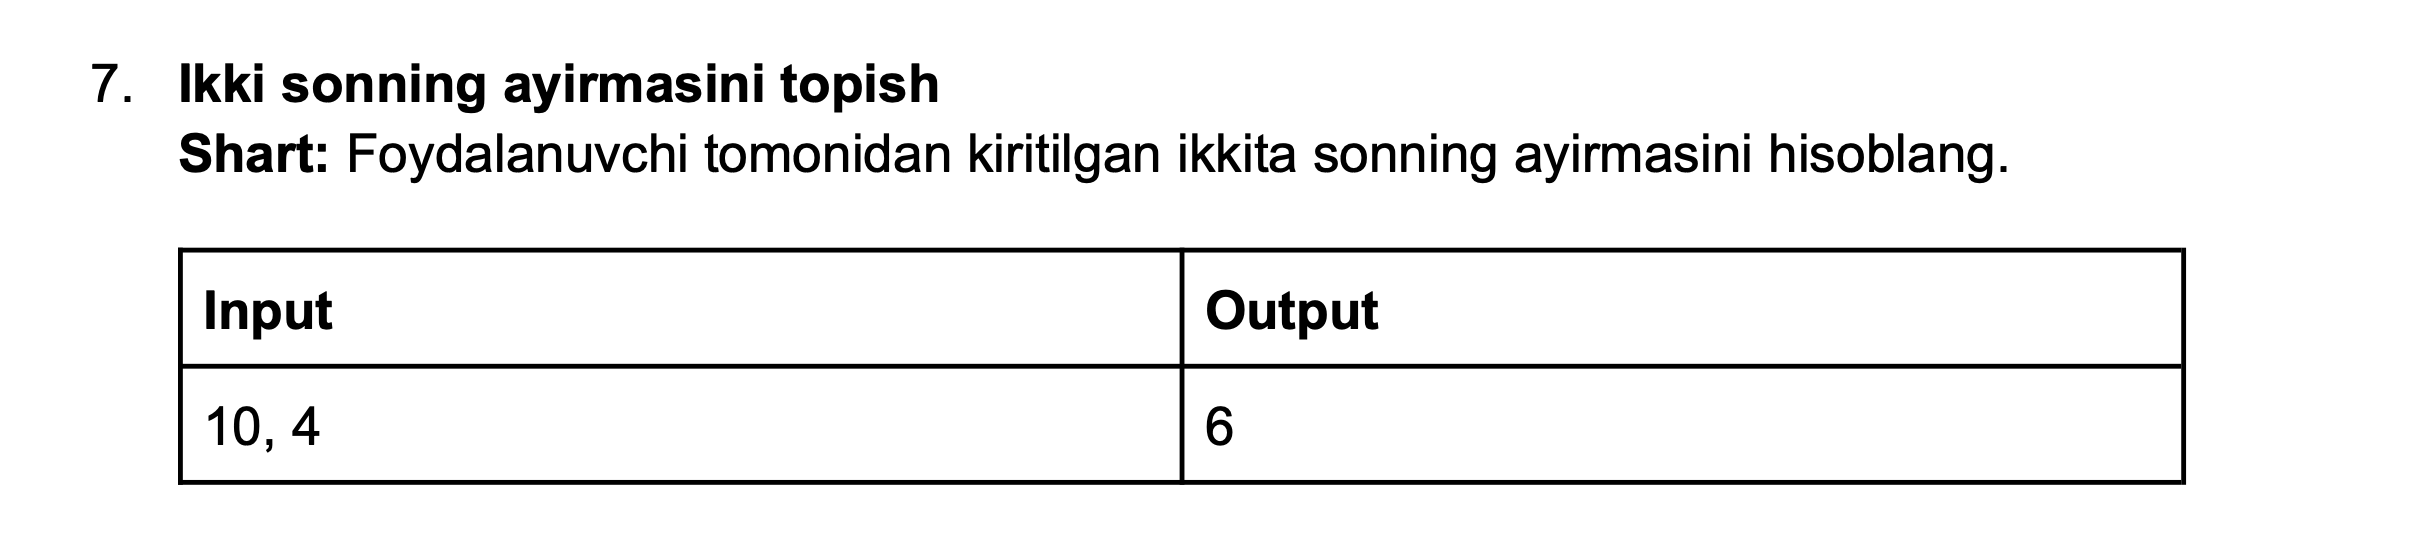 7. Ikki sonning ayirmasini topish
Shart: Foydalanuvchi tomonidan kiritilgan ikkita sonning ayirmasini hisoblang.
Input Output
10, 4 6